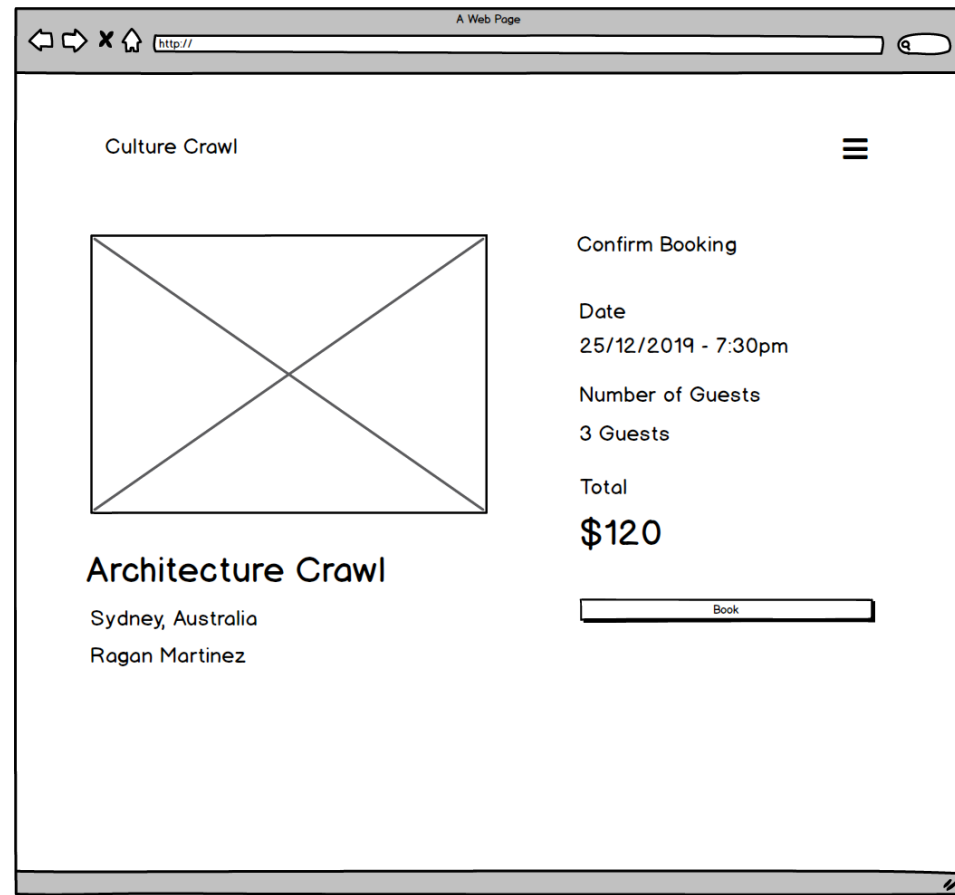 A Web Page
http://
Culture Crawl
Confirm Booking
Date
25/12/2019 - 7:30pm
Number of Guests
3 Guests
Total
$120
Book
Architecture Crawl
Sydney, Australia
Ragan Martinez